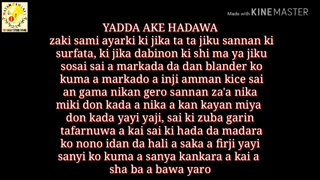 Made with KINEMASTER
YADDA AKE HADAWA
zaki sami ayarki ki jika ta ta jiku sannan ki
surfata, ki jika dabinon ki shi ma ya jiku
sosai sai a markada da dan blander ko
kuma a markado a inji amman kice sai
an gama nikan gero sannan za'a nika
miki don kada a nika a kan kayan miya
don kada yayi yaji, sai ki zuba garin
tafarnuwa a kai sai ki hada da madara
ko nono idan da hali a saka a firji yayi
sanyi ko kuma a sanya kankara a kai a
sha ba a bawa yaro